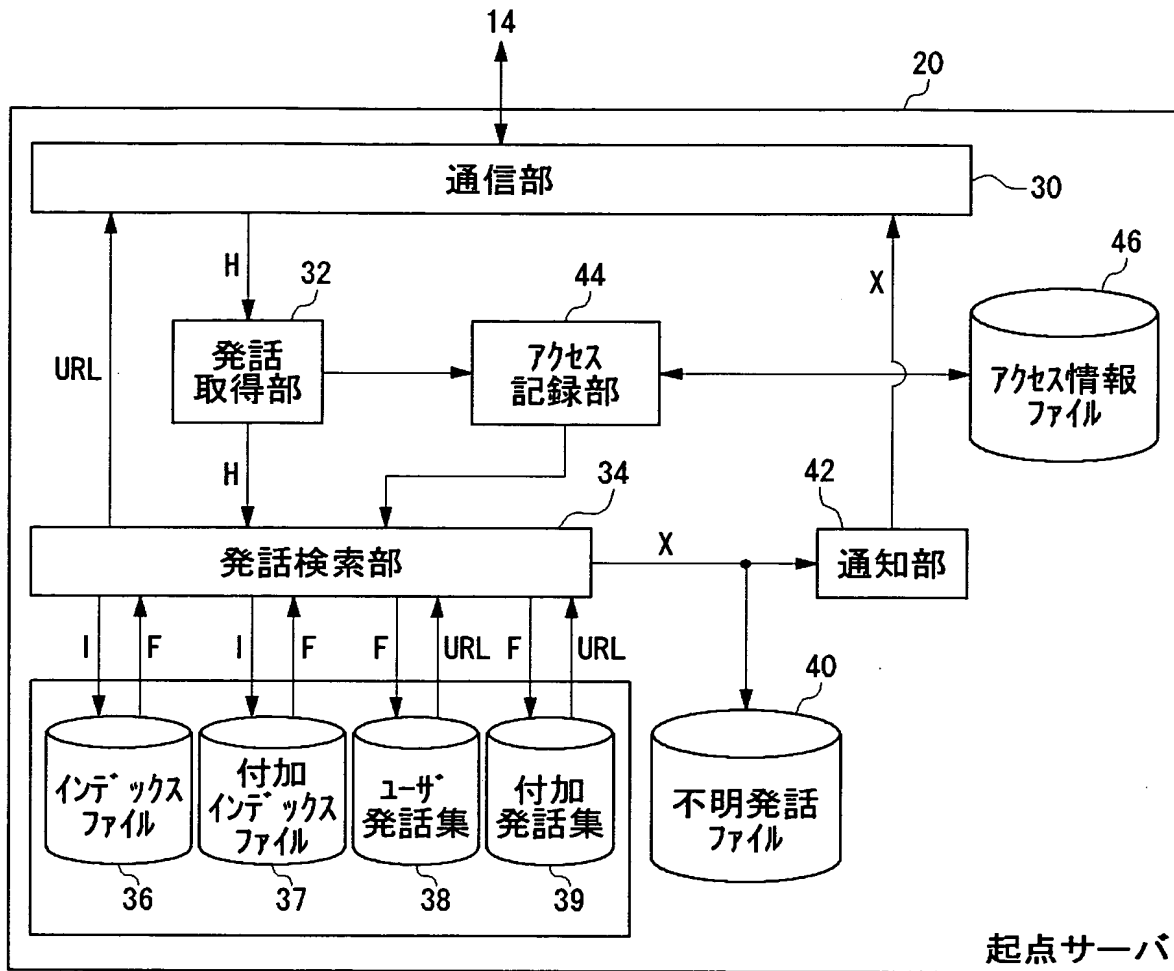 14
20
通信部
30
H
32
44
46
X
URL
発話
取得部
アクセス
記録部
アクセス情報
ファイル
H
34
42
発話検索部
X
通知部
I
F
I
F
F
URL
F
URL
40
インデックス
ファイル
付加
インデックス
ファイル
ユーザ
発話集
付加
発話集
不明発話
ファイル
36
37
38
39
起点サーバ